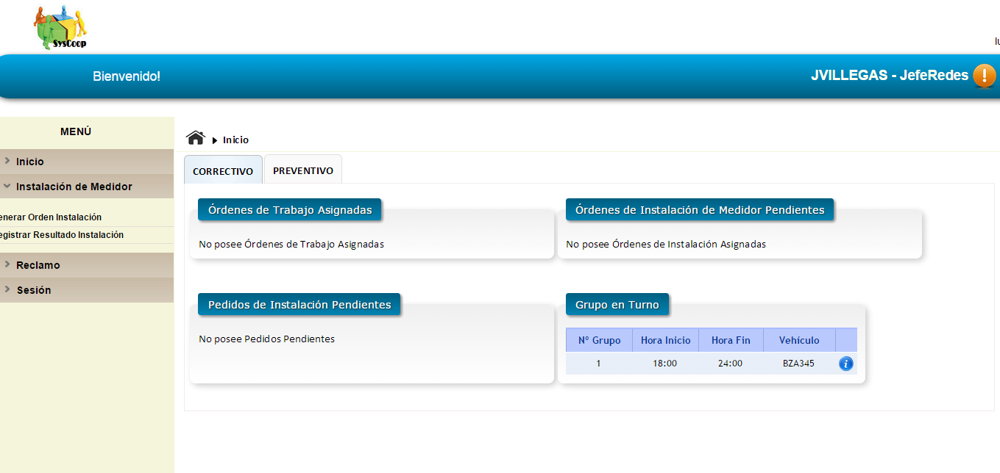 SysCoop
Bienvenido!
JVILLEGAS - JefeRedes
MENÚ
Inicio
Instalación de Medidor
enerar Orden Instalación
egistrar Resultado Instalación
Reclamo
Sesión
Inicio
CORRECTIVO
PREVENTIVO
Órdenes de Trabajo Asignadas
No posee Órdenes de Trabajo Asignadas
Órdenes de Instalación de Medidor Pendientes
No posee Órdenes de Instalación Asignadas
Pedidos de Instalación Pendientes
No posee Pedidos Pendientes
Grupo en Turno
Nº Grupo Hora Inicio Hora Fin Vehículo
1 18:00 24:00 BZA345